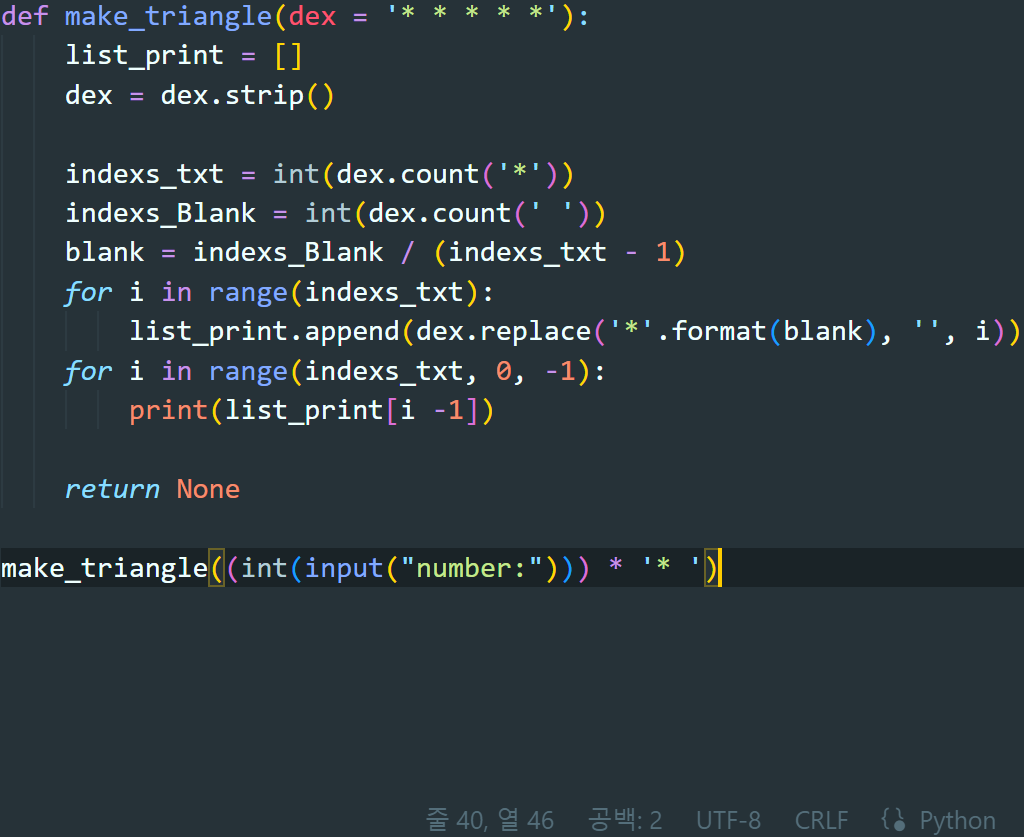 def make_triangle(dex = '* * * * *'):
    list_print = []
    dex = dex.strip()
    indexs_txt = int(dex.count('*'))
    indexs_Blank = int(dex.count(' '))
    blank = indexs_Blank / (indexs_txt - 1)
    for i in range(indexs_txt):
        list_print.append(dex.replace('*'.format(blank), '', i))
    for i in range(indexs_txt, 0, -1):
        print(list_print[i -1])
    return None
make_triangle((int(input("number:"))) * '* ')
줄 40, 열 46 공백: 2 UTF-8 CRLF {} Python